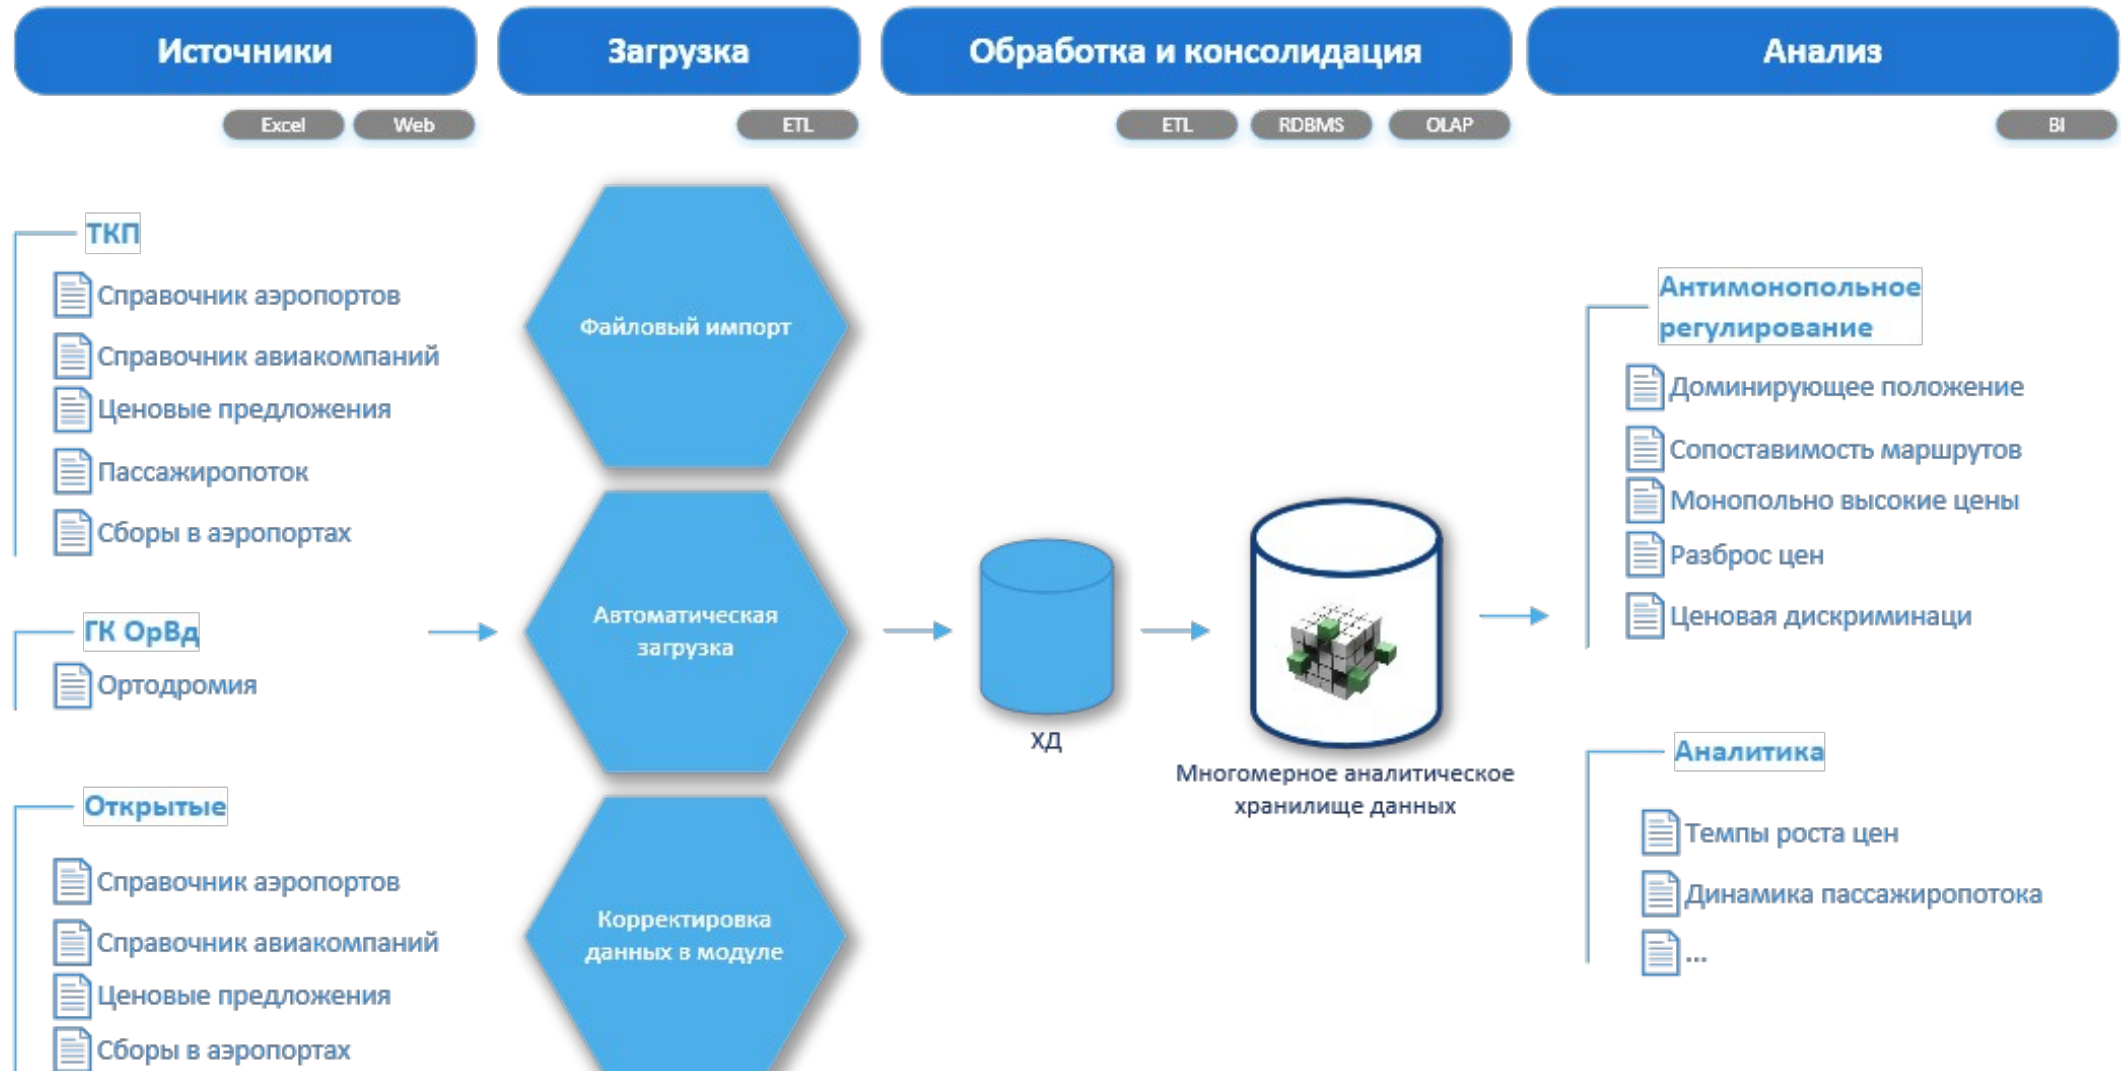 Источники
Загрузка
Обработка и консолидация
Анализ
Excel
Web
ETL
ETL
RDBMS
OLAP
BI
ТКП
Справочник аэропортов
Справочник авиакомпаний
Ценовые предложения
Пассажиропоток
Сборы в аэропортах
ГК ОрВд
Ортодромия
Открытые
Справочник аэропортов
Справочник авиакомпаний
Ценовые предложения
Сборы в аэропортах
Файловый импорт
Автоматическая
загрузка
Корректировка
данных в модуле
ХД
Многомерное аналитическое
хранилище данных
Антимонопольное
регулирование
Доминирующее положение
Сопоставимость маршрутов
Монопольно высокие цены
Разброс цен
Ценовая дискриминаци
Аналитика
Темпы роста цен
Динамика пассажиропотока
...